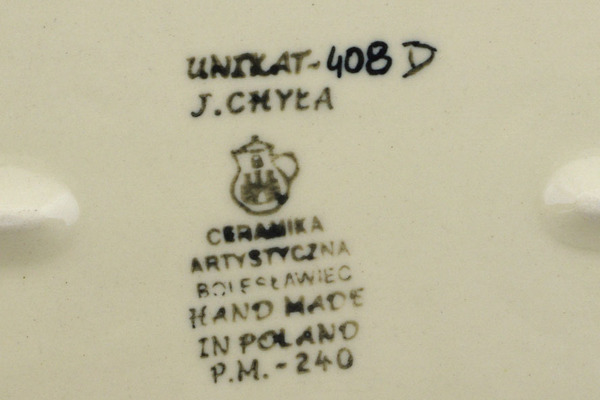 UNIKAT-408 D
J. CHYŁA
CERAMIKA
ARTYSTYCZNA
BOLESŁAWIEC
HAND MADE
IN POLAND
P.M.-240